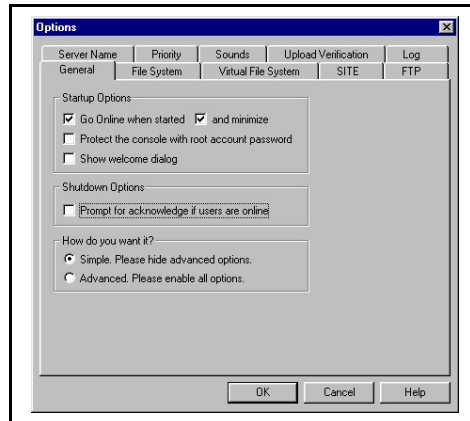 Options
Server Name Priority Sounds Upload Verification Log
General File System Virtual File System SITE FTP
Startup Options
Go Online when started and minimize
Protect the console with root account password
Show welcome dialog
Shutdown Options
Prompt for acknowledge if users are online
How do you want it?
Simple. Please hide advanced options.
Advanced. Please enable all options.
OK Cancel Help